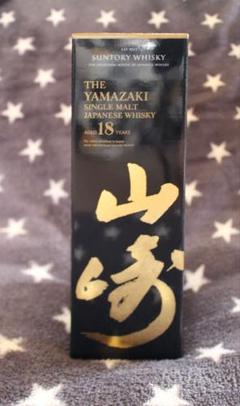 SUNTORY WHISKY
THE
YAMAZAKI
SINGLE MALT
JAPANESE WHISKY
AGED 18 YEARS
山崎